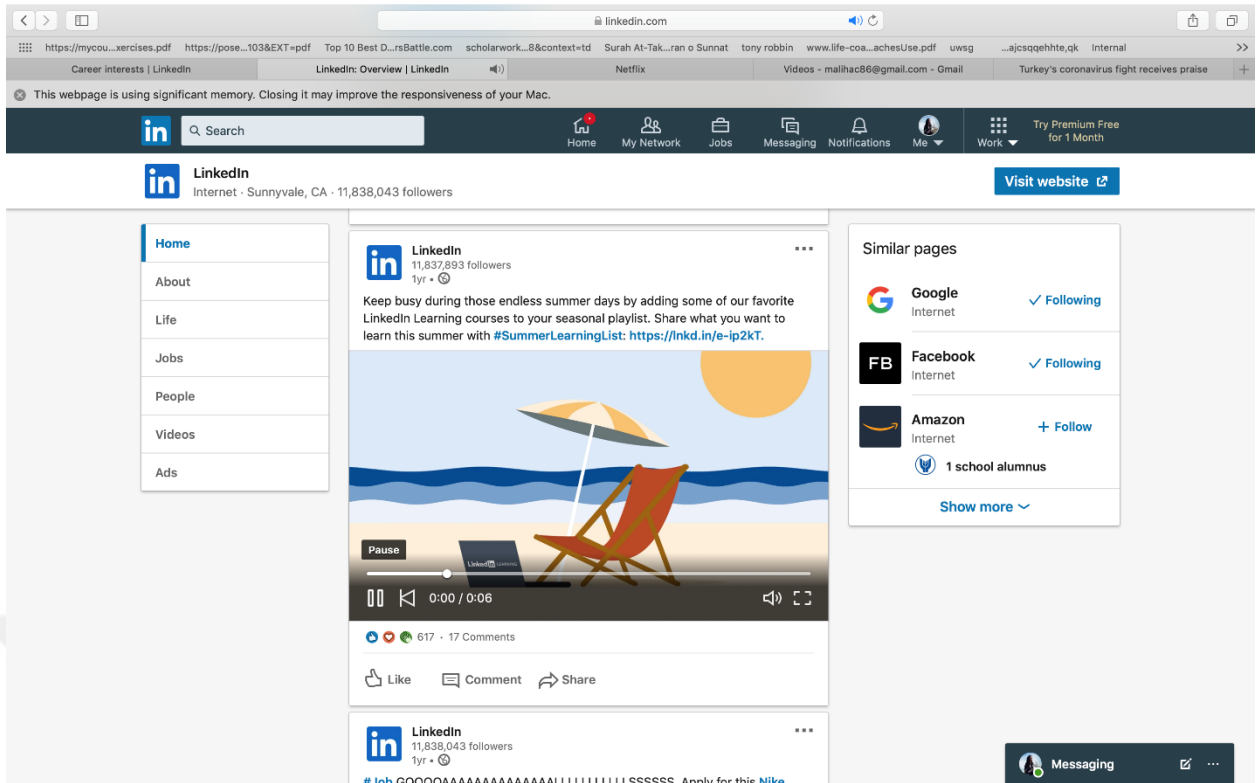 linkedin.com
https://mycou...xercises.pdf https://pose...103&EXT=pdf Top 10 Best D...rsBattle.com scholarwork...8&context=td Surah At-Tak...ran o Sunnat tony robbin www.life-coa...achesUse.pdf uwsg ...ajcsqqehhte,qk Internal >>
Career interests | LinkedIn LinkedIn: Overview | LinkedIn Netflix Videos - malihac86@gmail.com - Gmail Turkey's coronavirus fight receives praise +
This webpage is using significant memory. Closing it may improve the responsiveness of your Mac.
in Search Home My Network Jobs Messaging Notifications Me Work Try Premium Free
for 1 Month
in LinkedIn
Internet · Sunnyvale, CA · 11,838,043 followers
Visit website
Home
About
Life
Jobs
People
Videos
Ads
in LinkedIn
11,837,893 followers
1yr •
Keep busy during those endless summer days by adding some of our favorite
LinkedIn Learning courses to your seasonal playlist. Share what you want to
learn this summer with #SummerLearningList: https://lnkd.in/e-ip2kT.
Pause
LinkedIn LEARNING
0:00 / 0:06
617 · 17 Comments
Like Comment Share
in LinkedIn
11,838,043 followers
1yr •
Similar pages
Google
Internet
Following
FB Facebook
Internet
Following
Amazon
Internet
+ Follow
1 school alumnus
Show more
Messaging